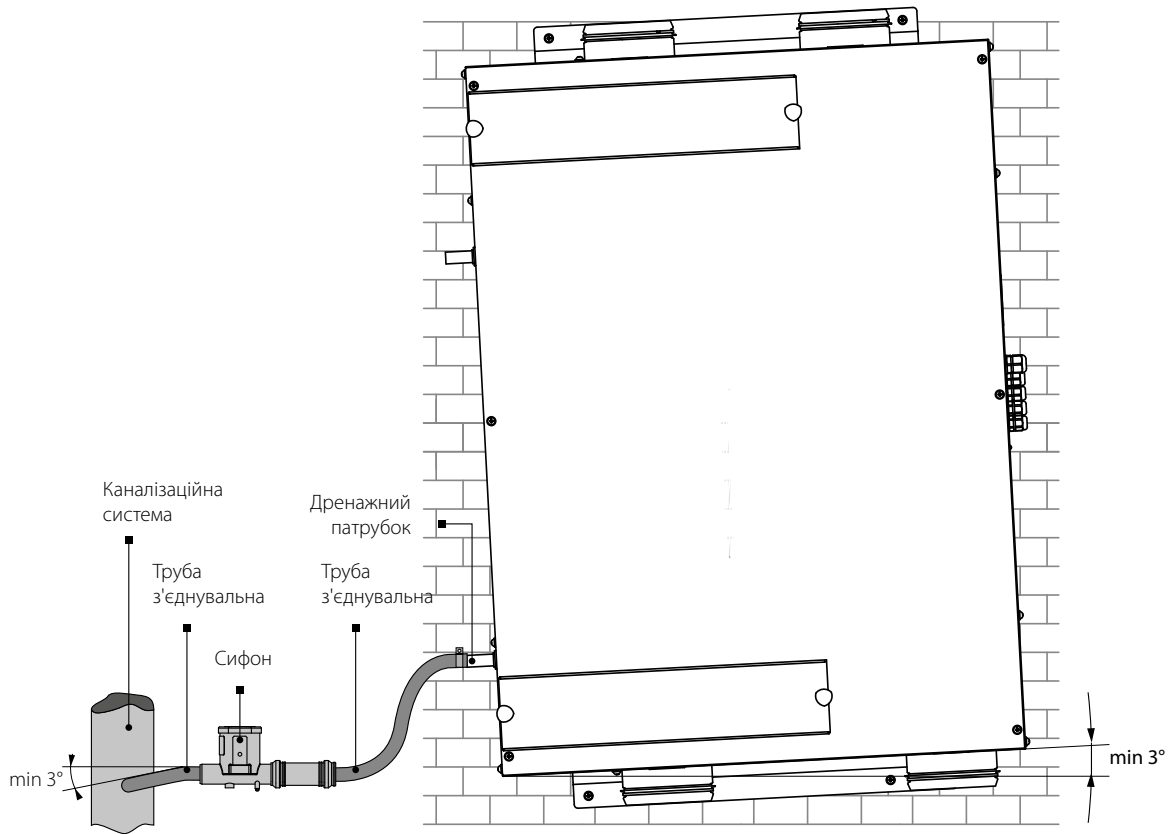 Каналізаційна
система
Дренажний
патрубок
Труба
з'єднувальна
Труба
з'єднувальна
Сифон
min 3°
min 3°